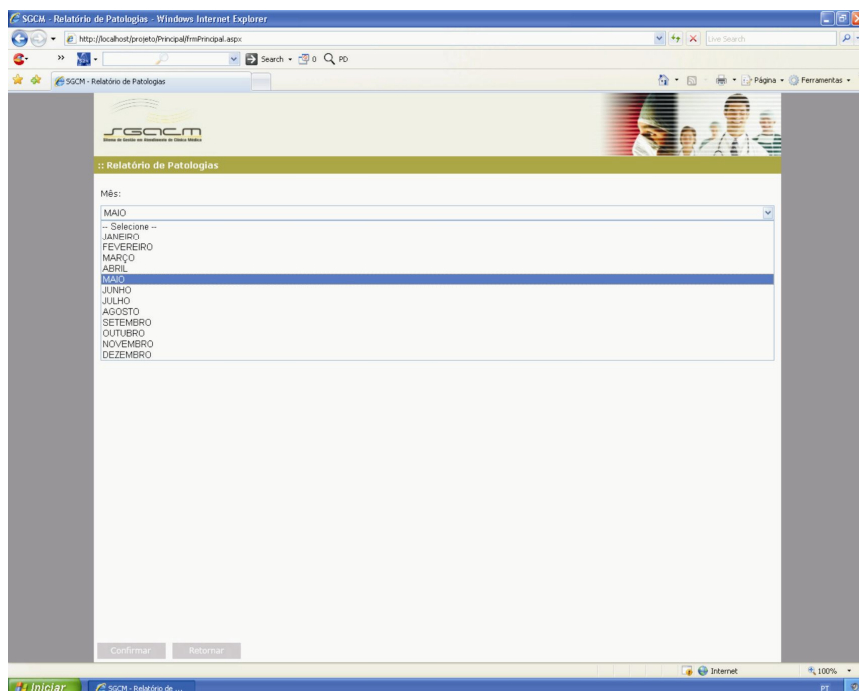 SGCM - Relatório de Patologias - Windows Internet Explorer
http://localhost/projeto/Principal/frmPrincipal.aspx
Live Search
Search
0
PD
SGCM - Relatório de Patologias
Página
Ferramentas
:: Relatório de Patologias
Mês:
MAIO
-- Selecione --
JANEIRO
FEVEREIRO
MARÇO
ABRIL
MAIO
JUNHO
JULHO
AGOSTO
SETEMBRO
OUTUBRO
NOVEMBRO
DEZEMBRO
Confirmar
Retornar
Internet
100%
Iniciar
SGCM - Relatório de ...
PT